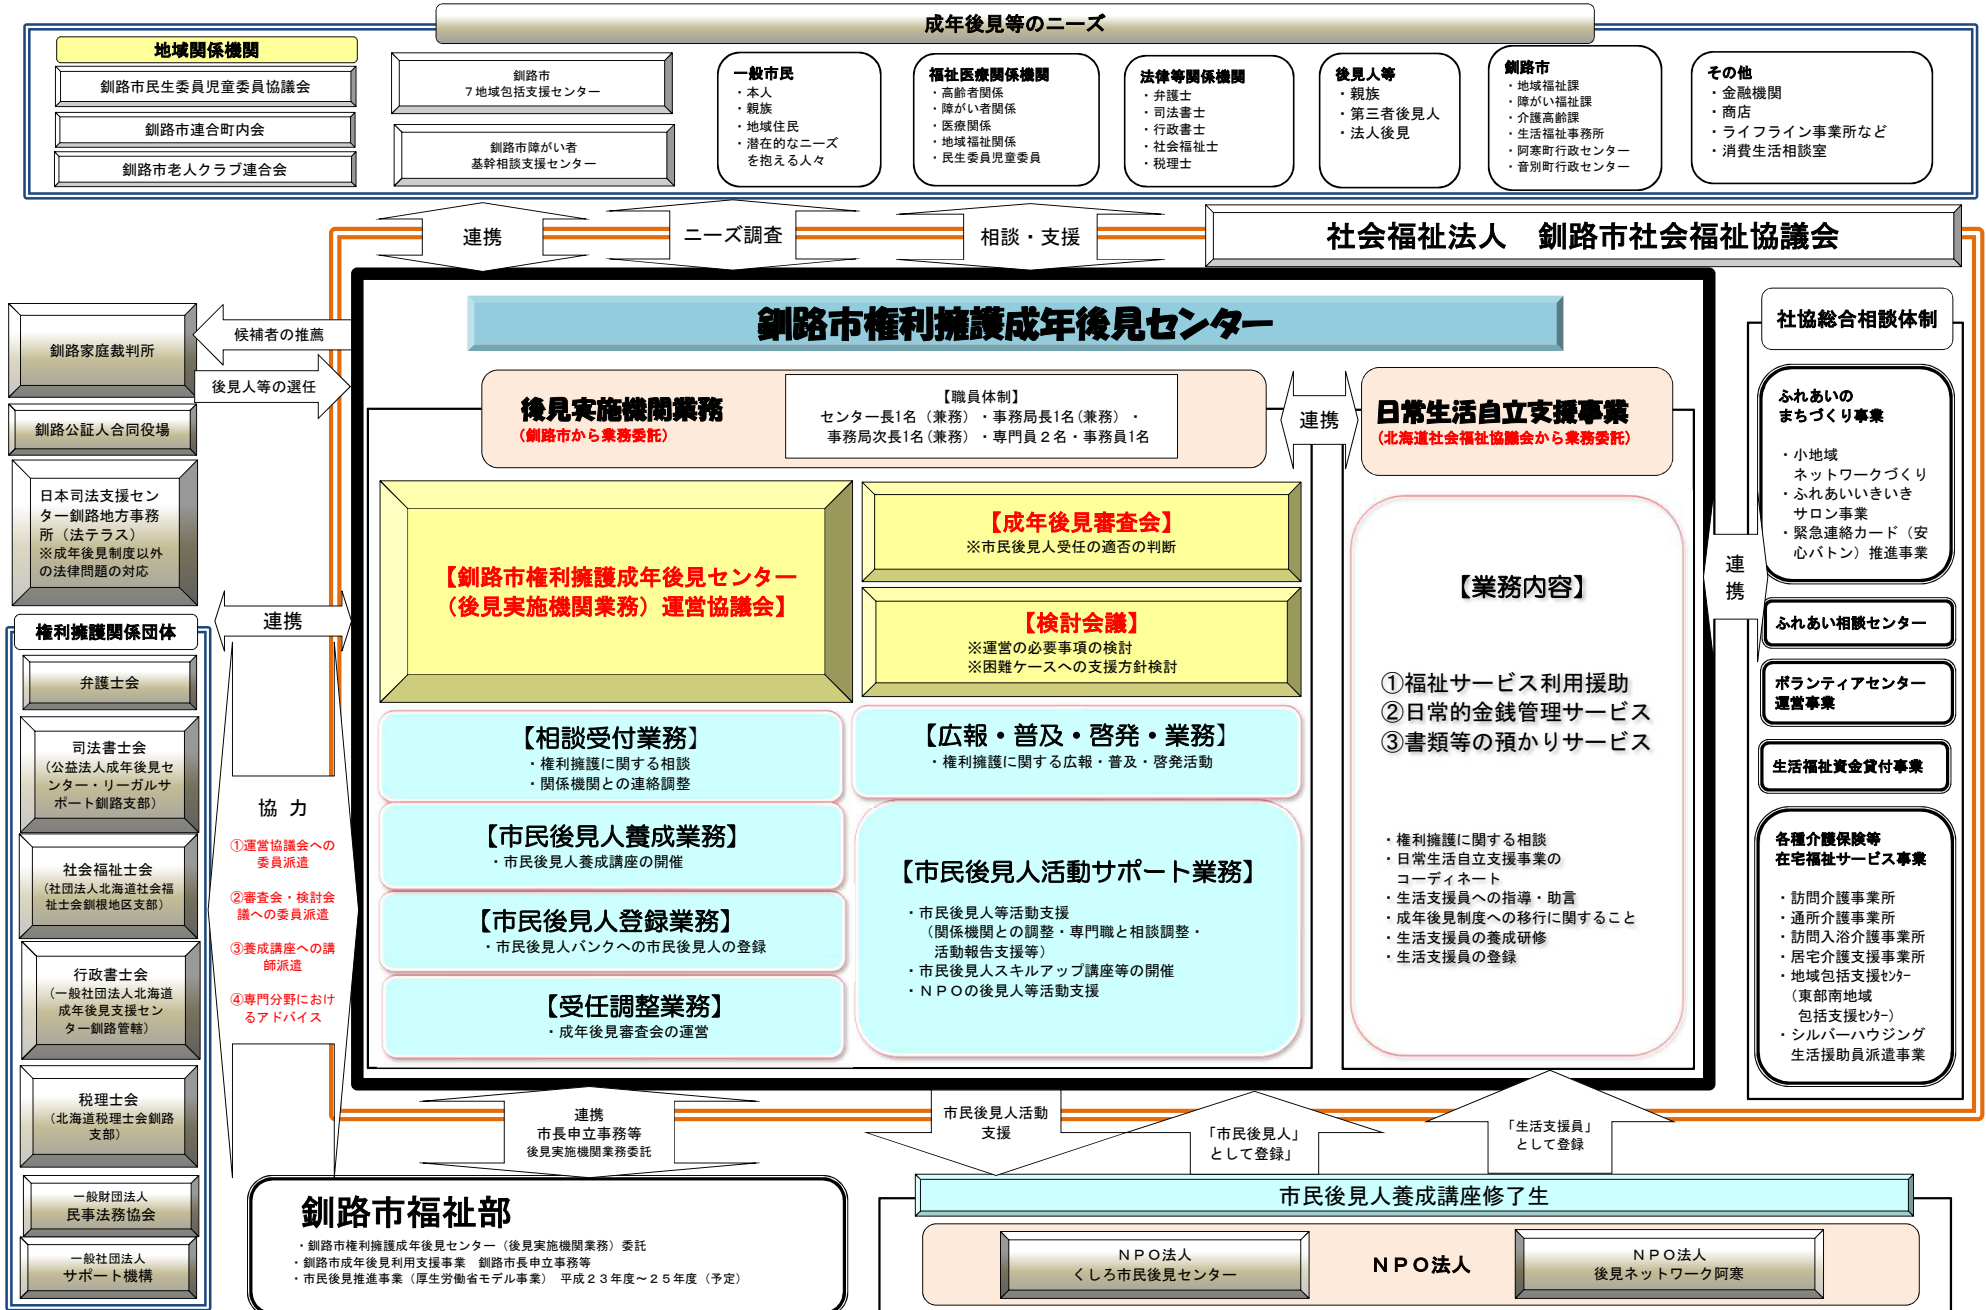 成年後見等のニーズ
地域関係機関
釧路市民生委員児童委員協議会
釧路市連合町内会
釧路市老人クラブ連合会
釧路市
7地域包括支援センター
釧路市障がい者
基幹相談支援センター
一般市民
・本人
・親族
・地域住民
・潜在的なニーズ
を抱える人々
福祉医療関係機関
・高齢者関係
・障がい者関係
・医療関係
・地域福祉関係
・民生委員児童委員
法律等関係機関
・弁護士
・司法書士
・行政書士
・社会福祉士
・税理士
後見人等
・親族
・第三者後見人
・法人後見
釧路市
・地域福祉課
・障がい福祉課
・介護高齢課
・生活福祉事務所
・阿寒町行政センター
・音別町行政センター
その他
・金融機関
・商店
・ライフライン事業所など
・消費生活相談室
連携
ニーズ調査
相談・支援
社会福祉法人　釧路市社会福祉協議会
釧路家庭裁判所
候補者の推薦
後見人等の選任
釧路公証人合同役場
日本司法支援セン
ター釧路地方事務
所（法テラス）
※成年後見制度以外
の法律問題の対応
連携
権利擁護関係団体
弁護士会
司法書士会
（公益法人成年後見セ
ンター・リーガルサ
ポート釧路支部）
社会福祉士会
（社団法人北海道社会福
祉士会釧根地区支部）
行政書士会
（一般社団法人北海道
成年後見支援セン
ター釧路管轄）
税理士会
（北海道税理士会釧路
支部）
一般財団法人
民事法務協会
一般社団法人
サポート機構
協 力
①運営協議会への
委員派遣
②審査会・検討会
議への委員派遣
③養成講座への講
師派遣
④専門分野におけ
るアドバイス
釧路市権利擁護成年後見センター
後見実施機関業務
（釧路市から業務委託）
【職員体制】
センター長1名（兼務）・事務局長1名（兼務）・
事務局次長1名（兼務）・専門員２名・事務員1名
連携
日常生活自立支援事業
（北海道社会福祉協議会から業務委託）
【釧路市権利擁護成年後見センター
（後見実施機関業務）運営協議会】
【成年後見審査会】
※市民後見人受任の適否の判断
【検討会議】
※運営の必要事項の検討
※困難ケースへの支援方針検討
【相談受付業務】
・権利擁護に関する相談
・関係機関との連絡調整
【市民後見人養成業務】
・市民後見人養成講座の開催
【市民後見人登録業務】
・市民後見人バンクへの市民後見人の登録
【受任調整業務】
・成年後見審査会の運営
【広報・普及・啓発・業務】
・権利擁護に関する広報・普及・啓発活動
【市民後見人活動サポート業務】
・市民後見人等活動支援
（関係機関との調整・専門職と相談調整・
活動報告支援等）
・市民後見人スキルアップ講座等の開催
・ＮＰＯの後見人等活動支援
【業務内容】
①福祉サービス利用援助
②日常的金銭管理サービス
③書類等の預かりサービス
・権利擁護に関する相談
・日常生活自立支援事業の
コーディネート
・生活支援員への指導・助言
・成年後見制度への移行に関すること
・生活支援員の養成研修
・生活支援員の登録
連
携
社協総合相談体制
ふれあいの
まちづくり事業
・小地域
ネットワークづくり
・ふれあいいきいき
サロン事業
・緊急連絡カード（安
心バトン）推進事業
ふれあい相談センター
ボランティアセンター
運営事業
生活福祉資金貸付事業
各種介護保険等
在宅福祉サービス事業
・訪問介護事業所
・通所介護事業所
・訪問入浴介護事業所
・居宅介護支援事業所
・地域包括支援ｾﾝﾀｰ
（東部南地域
包括支援ｾﾝﾀｰ）
・シルバーハウジング
生活援助員派遣事業
連携
市長申立事務等
後見実施機関業務委託
市民後見人活動
支援
「市民後見人」
として登録」
「生活支援員」
として登録
釧路市福祉部
・釧路市権利擁護成年後見センター（後見実施機関業務）委託
・釧路市成年後見利用支援事業　釧路市長申立事務等
・市民後見推進事業（厚生労働省モデル事業）　平成２３年度～２５年度（予定）
市民後見人養成講座修了生
ＮＰＯ法人
くしろ市民後見センター
ＮＰＯ法人
ＮＰＯ法人
後見ネットワーク阿寒